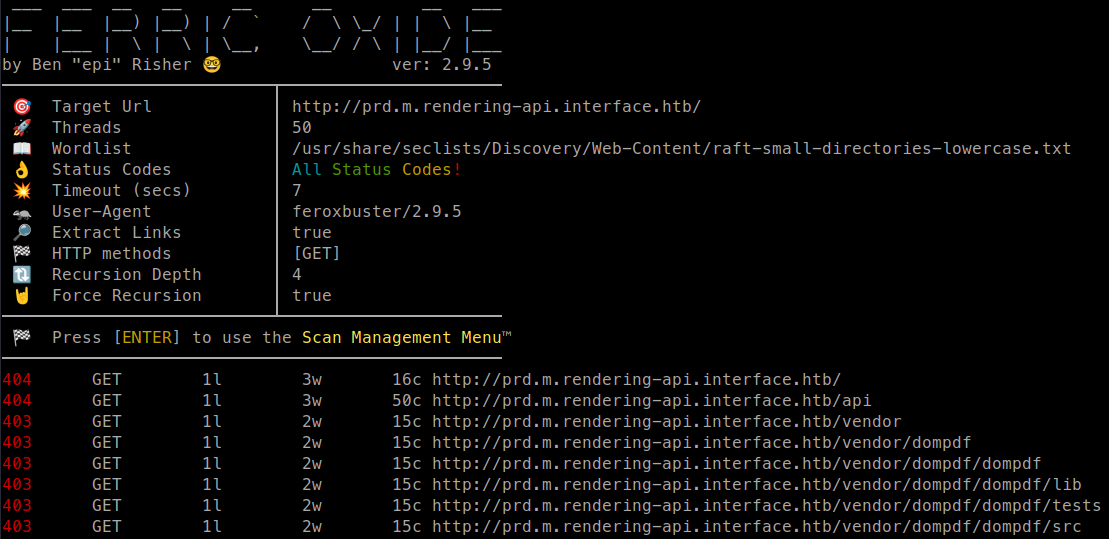 FERRIC OXIDE
by Ben "epi" Risher 🤓 ver: 2.9.5
🎯 Target Url │ http://prd.m.rendering-api.interface.htb/
🚀 Threads │ 50
📖 Wordlist │ /usr/share/seclists/Discovery/Web-Content/raft-small-directories-lowercase.txt
👌 Status Codes │ All Status Codes!
💥 Timeout (secs) │ 7
🦡 User-Agent │ feroxbuster/2.9.5
🔎 Extract Links │ true
🏁 HTTP methods │ [GET]
🔃 Recursion Depth │ 4
🤘 Force Recursion │ true
🏁 Press [ENTER] to use the Scan Management Menu™
404 GET 1l 3w 16c http://prd.m.rendering-api.interface.htb/
404 GET 1l 3w 50c http://prd.m.rendering-api.interface.htb/api
403 GET 1l 2w 15c http://prd.m.rendering-api.interface.htb/vendor
403 GET 1l 2w 15c http://prd.m.rendering-api.interface.htb/vendor/dompdf
403 GET 1l 2w 15c http://prd.m.rendering-api.interface.htb/vendor/dompdf/dompdf
403 GET 1l 2w 15c http://prd.m.rendering-api.interface.htb/vendor/dompdf/dompdf/lib
403 GET 1l 2w 15c http://prd.m.rendering-api.interface.htb/vendor/dompdf/dompdf/tests
403 GET 1l 2w 15c http://prd.m.rendering-api.interface.htb/vendor/dompdf/dompdf/src